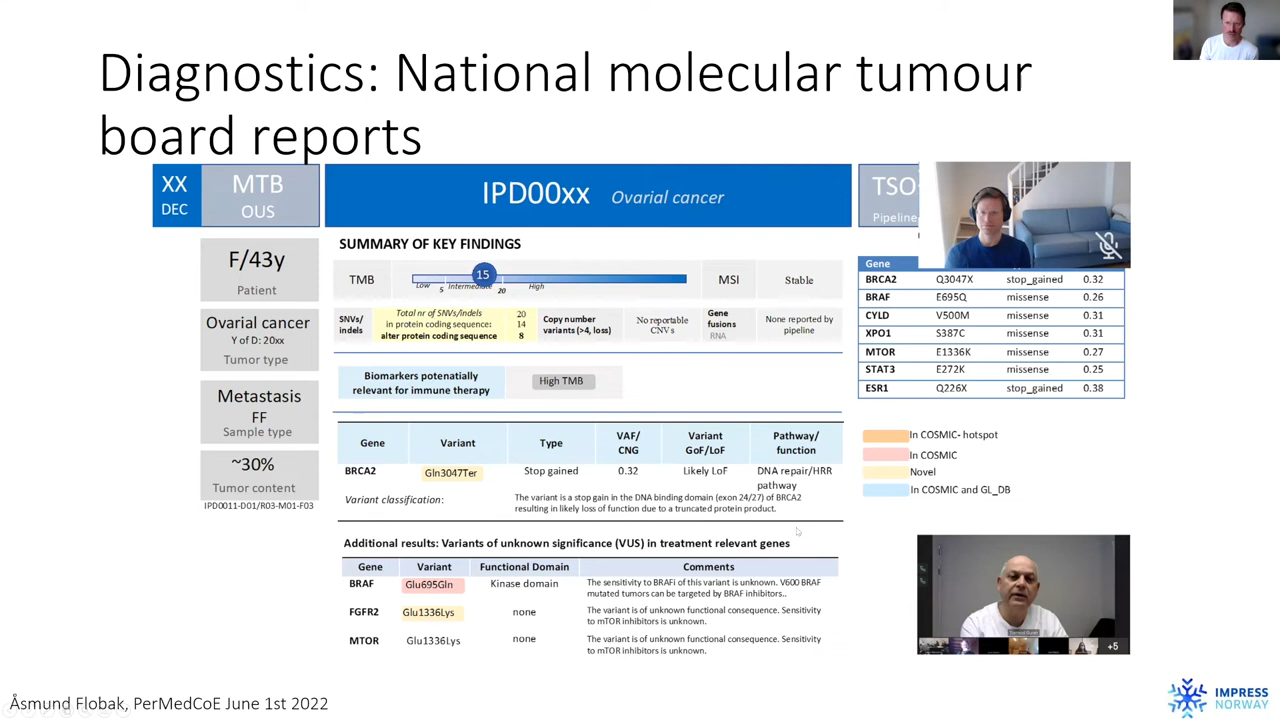 Diagnostics: National molecular tumour
board reports
XX
DEC
MTB
OUS
IPD00xx Ovarial cancer
TSO
Pipeline
F/43y
Patient
Ovarial cancer
Y of D: 20xx
Tumor type
Metastasis
FF
Sample type
~30%
Tumor content
IPD0011-D01/R03-M01-F03
SUMMARY OF KEY FINDINGS
TMB
15
Low
5
Intermediate
20
High
MSI
Stable
SNVs/
indels
Total nr of SNVs/Indels 20
in protein coding sequence: 14
alter protein coding sequence 8
Copy number
variants (>4, loss)
No reportable
CNVs
Gene
fusions
RNA
None reported by
pipeline
Biomarkers potenatially
relevant for immune therapy
High TMB
Gene Variant Type VAF/ CNG Variant GoF/LoF Pathway/ function
BRCA2 Gln3047Ter Stop gained 0.32 Likely LoF DNA repair/HRR
pathway
Variant classification: The variant is a stop gain in the DNA binding domain (exon 24/27) of BRCA2
resulting in likely loss of function due to a truncated protein product.
Additional results: Variants of unknown significance (VUS) in treatment relevant genes
Gene Variant Functional Domain Comments
BRAF Glu695Gln Kinase domain The sensitivity to BRAFi of this variant is unknown. V600 BRAF
mutated tumors can be targeted by BRAF inhibitors..
FGFR2 Glu1336Lys none The variant is of unknown functional consequence. Sensitivity
to mTOR inhibitors is unknown.
MTOR Glu1336Lys none The variant is of unknown functional consequence. Sensitivity
to mTOR inhibitors is unknown.
Gene
BRCA2 Q3047X stop_gained 0.32
BRAF E695Q missense 0.26
CYLD V500M missense 0.31
XPO1 S387C missense 0.31
MTOR E1336K missense 0.27
STAT3 E272K missense 0.25
ESR1 Q226X stop_gained 0.38
In COSMIC- hotspot
In COSMIC
Novel
In COSMIC and GL_DB
+5
Åsmund Flobak, PerMedCoE June 1st 2022
IMPRESS
NORWAY